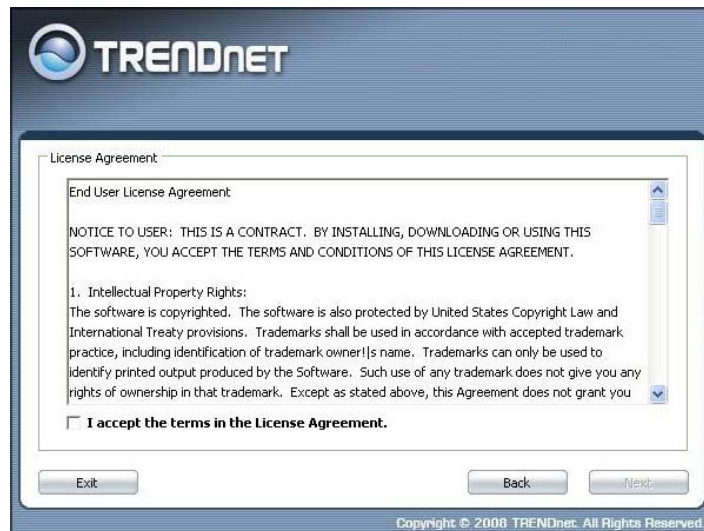 TRENDNET
License Agreement
End User License Agreement
NOTICE TO USER: THIS IS A CONTRACT. BY INSTALLING, DOWNLOADING OR USING THIS
SOFTWARE, YOU ACCEPT THE TERMS AND CONDITIONS OF THIS LICENSE AGREEMENT.
1. Intellectual Property Rights:
The software is copyrighted. The software is also protected by United States Copyright Law and
International Treaty provisions. Trademarks shall be used in accordance with accepted trademark
practice, including identification of trademark owner!|s name. Trademarks can only be used to
identify printed output produced by the Software. Such use of any trademark does not give you any
rights of ownership in that trademark. Except as stated above, this Agreement does not grant you
I accept the terms in the License Agreement.
Exit
Back
Next
Copyright © 2008 TRENDnet. All Rights Reserved